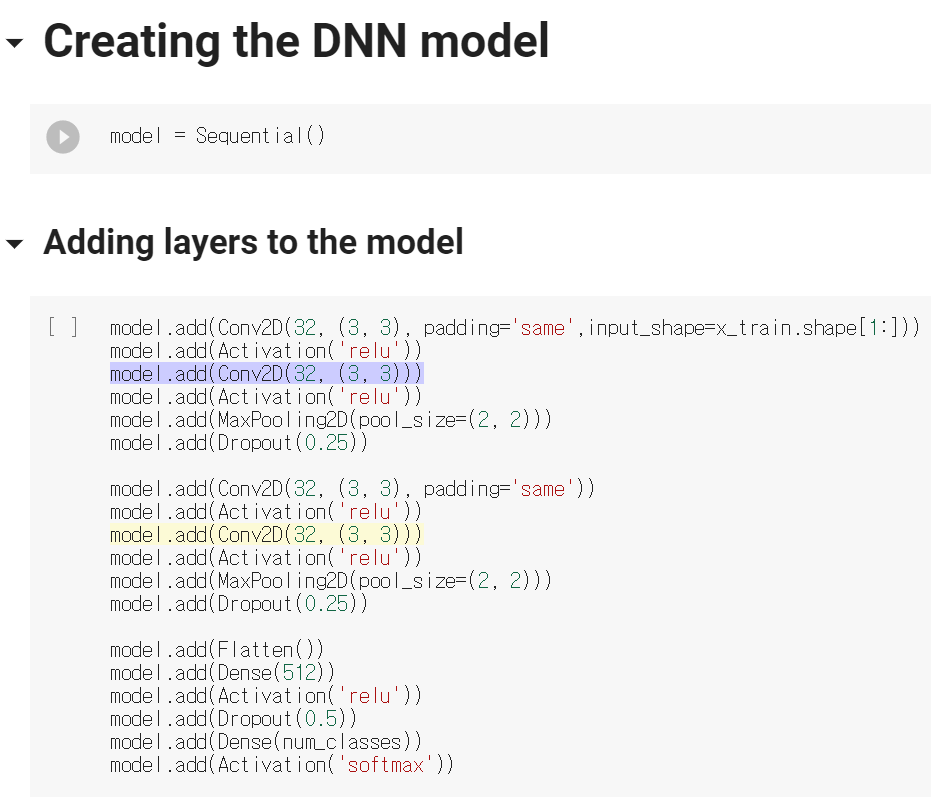 Creating the DNN model
model = Sequential()
Adding layers to the model
[ ] model.add(Conv2D(32, (3, 3), padding='same',input_shape=x_train.shape[1:]))
model.add(Activation('relu'))
model.add(Conv2D(32, (3, 3)))
model.add(Activation('relu'))
model.add(MaxPooling2D(pool_size=(2, 2)))
model.add(Dropout(0.25))
model.add(Conv2D(32, (3, 3), padding='same'))
model.add(Activation('relu'))
model.add(Conv2D(32, (3, 3)))
model.add(Activation('relu'))
model.add(MaxPooling2D(pool_size=(2, 2)))
model.add(Dropout(0.25))
model.add(Flatten())
model.add(Dense(512))
model.add(Activation('relu'))
model.add(Dropout(0.5))
model.add(Dense(num_classes))
model.add(Activation('softmax'))